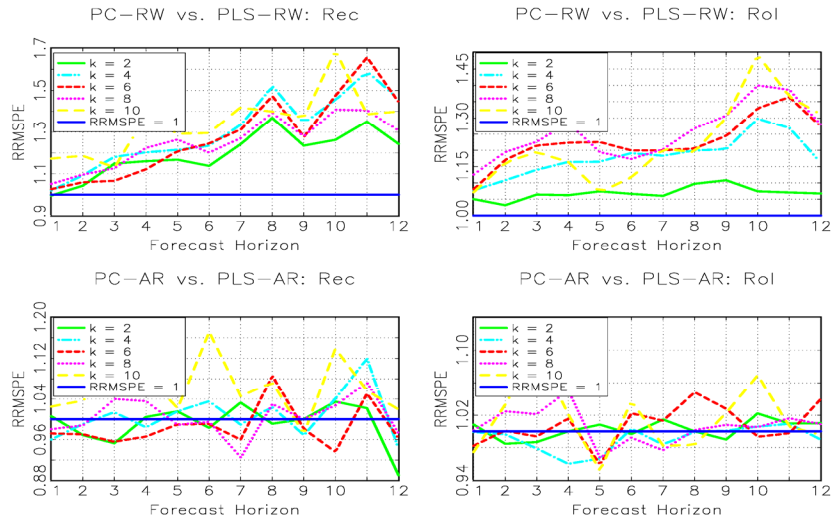 PC-RW vs. PLS-RW: Rec
RRMSPE
1.7
1.5
1.3
1.1
0.9
k = 2
k = 4
k = 6
k = 8
k = 10
RRMSPE = 1
1 2 3 4 5 6 7 8 9 10 11 12
Forecast Horizon
PC-RW vs. PLS-RW: Rol
RRMSPE
1.45
1.30
1.15
1.00
k = 2
k = 4
k = 6
k = 8
k = 10
RRMSPE = 1
1 2 3 4 5 6 7 8 9 10 11 12
Forecast Horizon
PC-AR vs. PLS-AR: Rec
RRMSPE
1.20
1.12
1.04
0.96
0.88
k = 2
k = 4
k = 6
k = 8
k = 10
RRMSPE = 1
1 2 3 4 5 6 7 8 9 10 11 12
Forecast Horizon
PC-AR vs. PLS-AR: Rol
RRMSPE
1.10
1.02
0.94
k = 2
k = 4
k = 6
k = 8
k = 10
RRMSPE = 1
1 2 3 4 5 6 7 8 9 10 11 12
Forecast Horizon